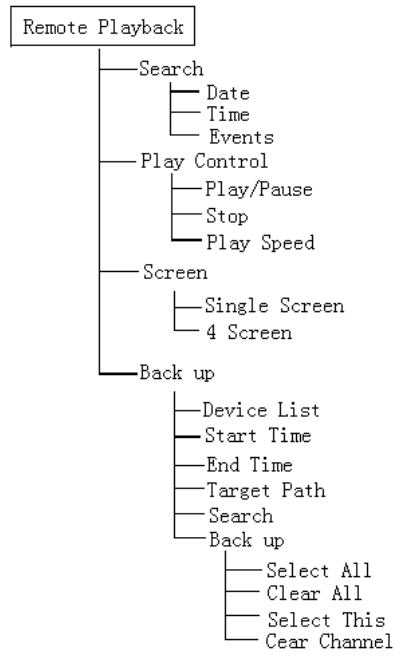 Remote Playback
Search
Date
Time
Events
Play Control
Play/Pause
Stop
Play Speed
Screen
Single Screen
4 Screen
Back up
Device List
Start Time
End Time
Target Path
Search
Back up
Select All
Clear All
Select This
Cear Channel